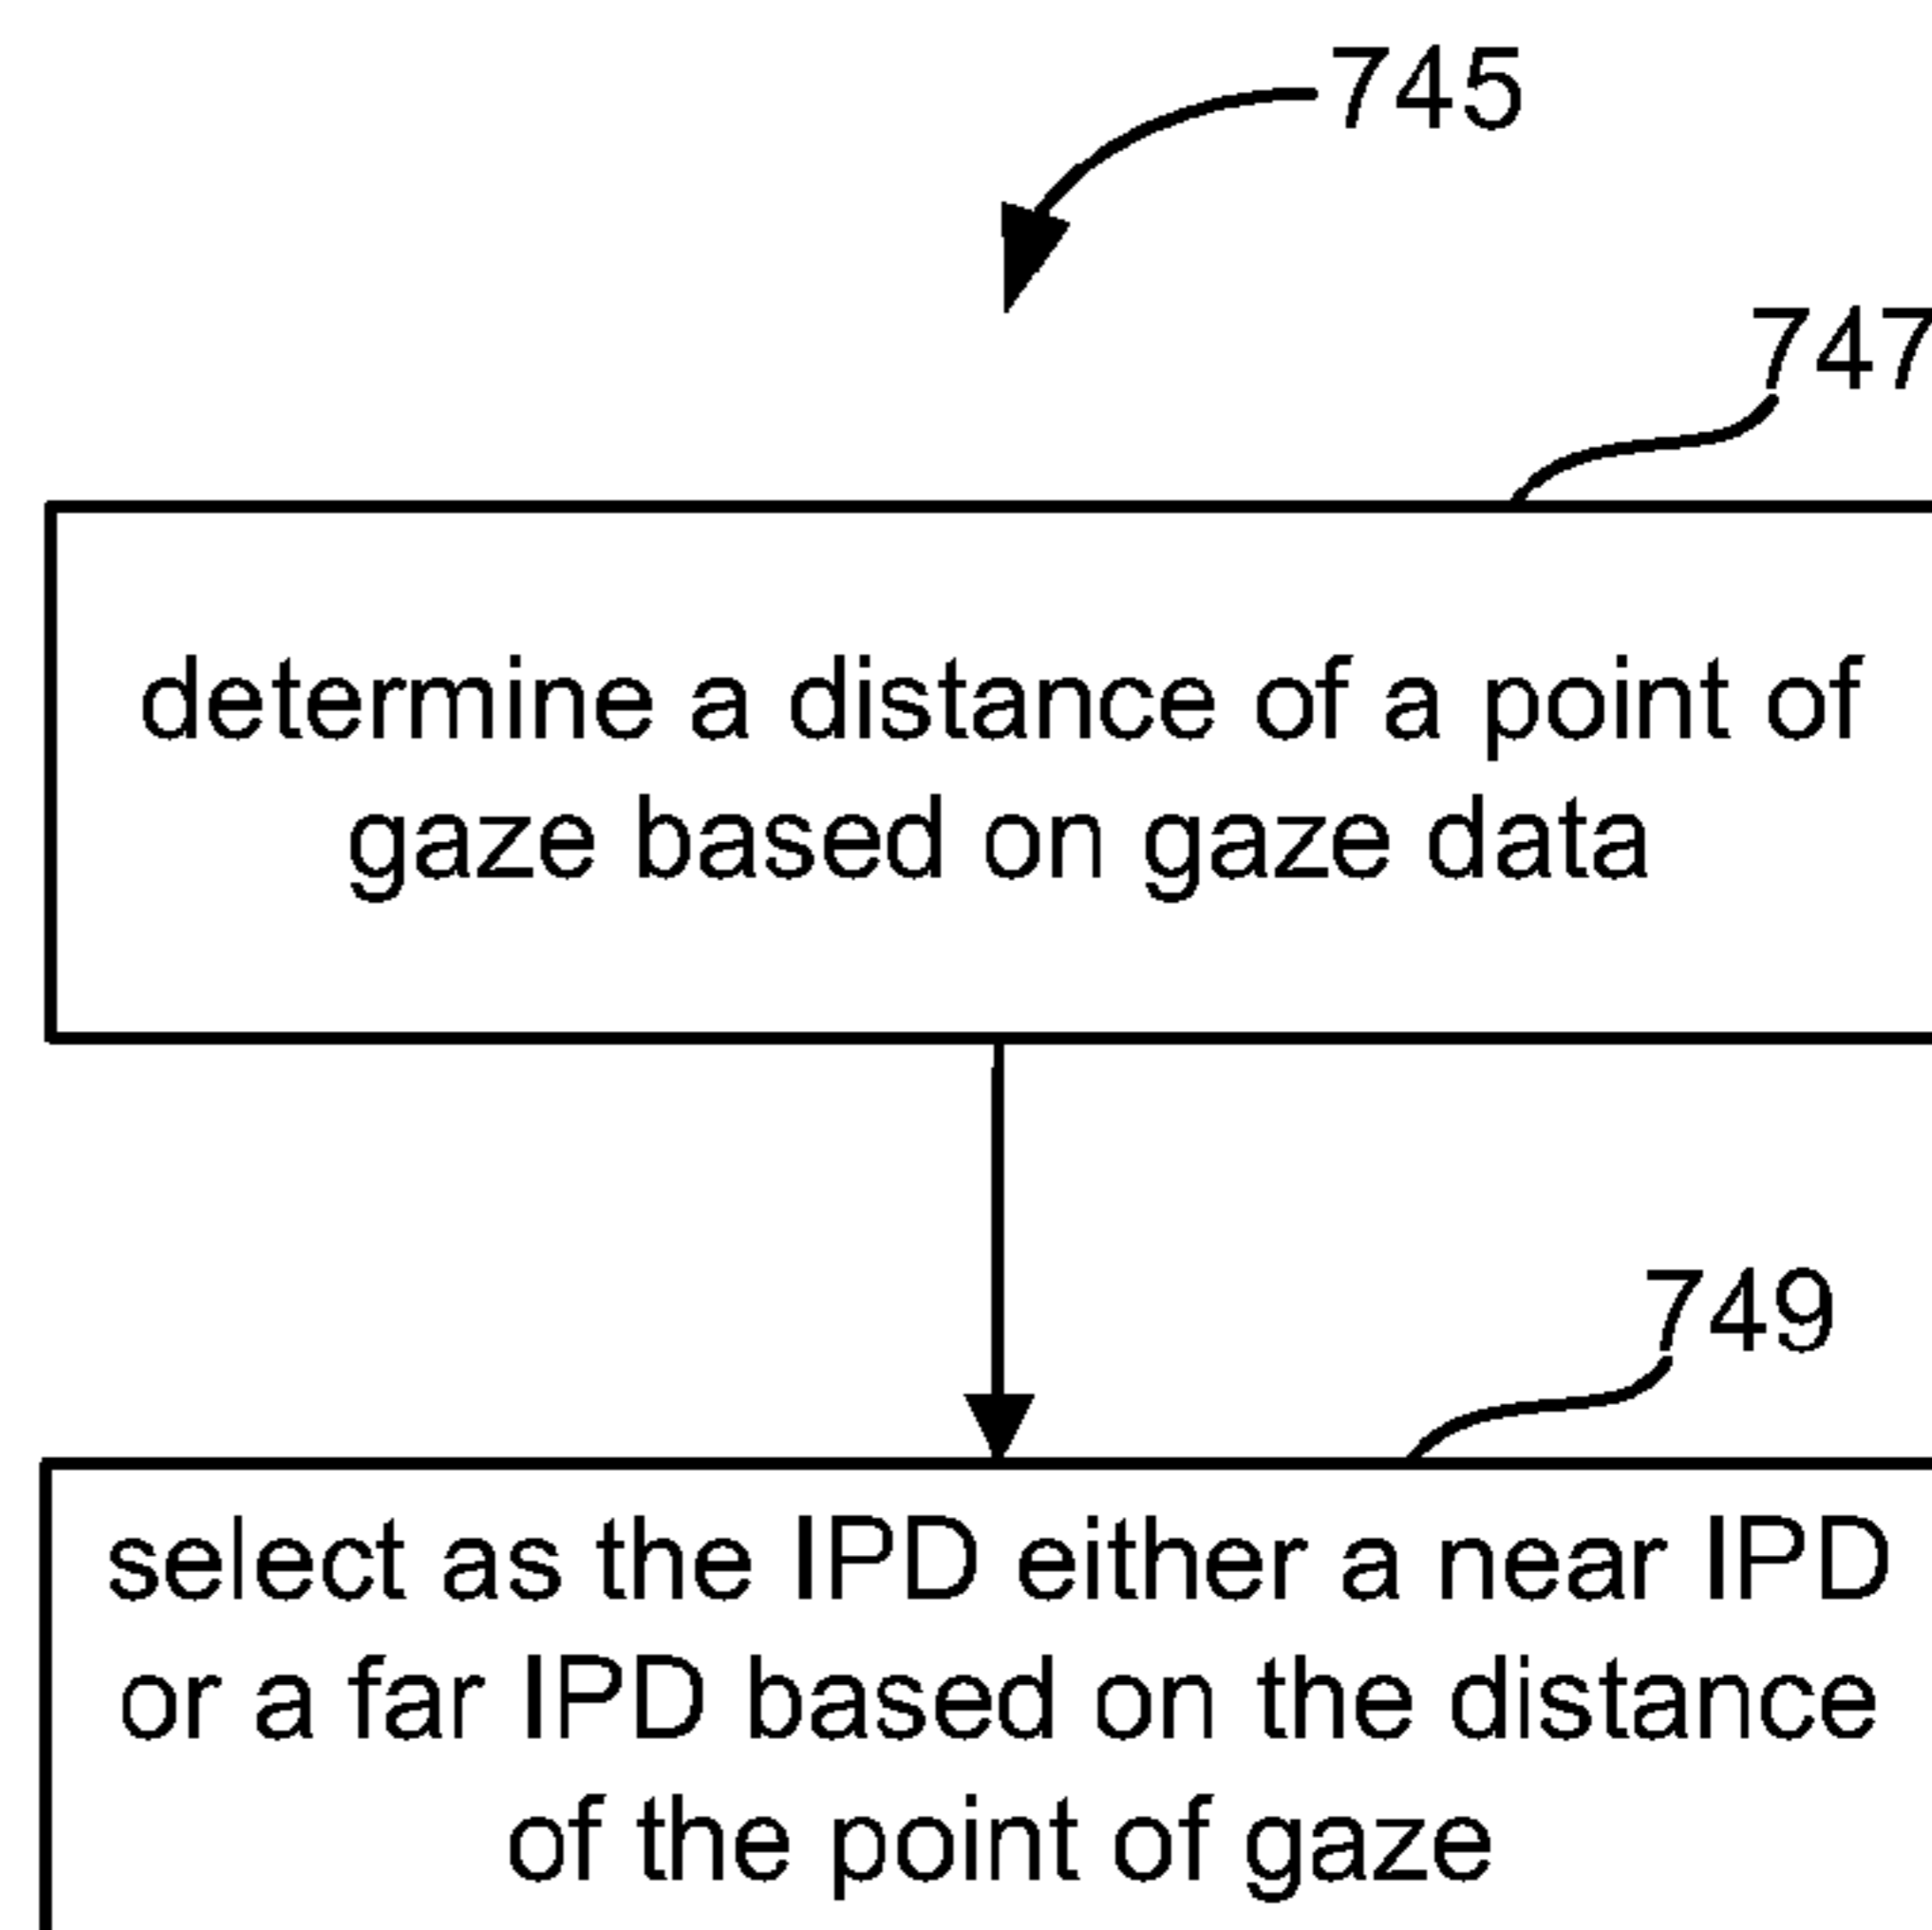 745
747
determine a distance of a point of
gaze based on gaze data
749
select as the IPD either a near IPD
or a far IPD based on the distance
of the point of gaze